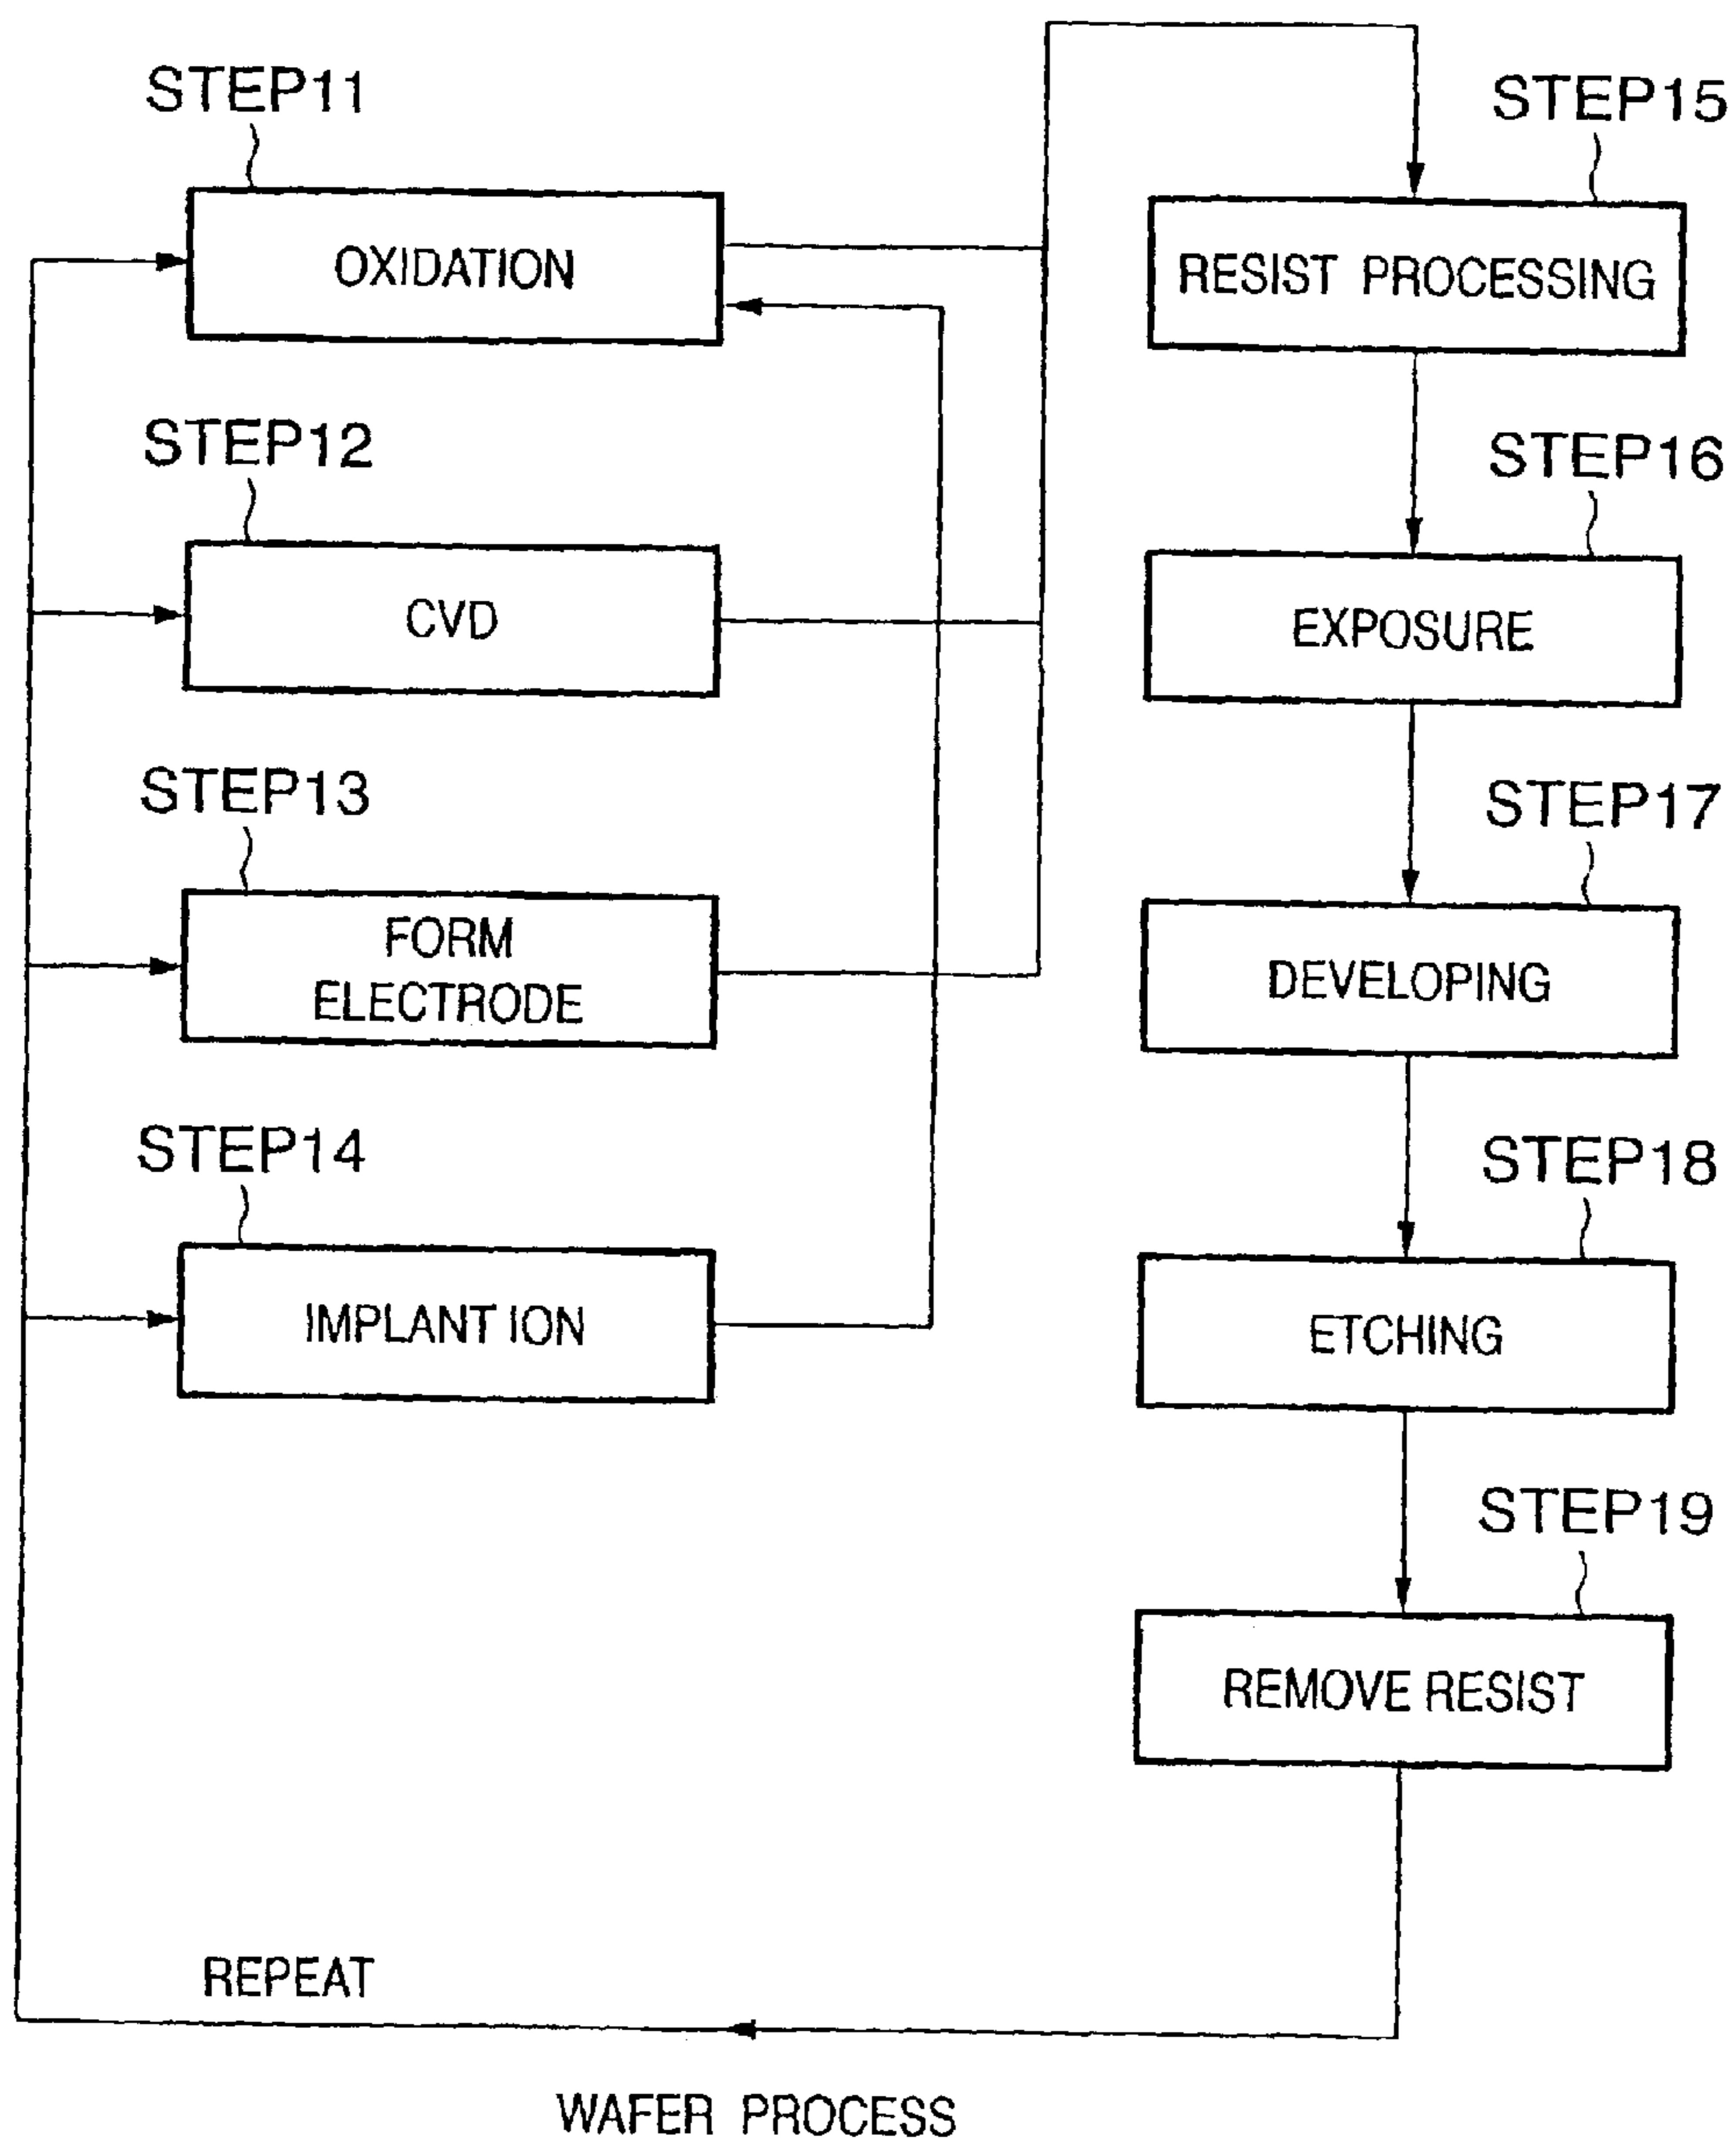 STEP11
OXIDATION
STEP12
CVD
STEP13
FORM
ELECTRODE
STEP14
IMPLANT ION
STEP15
RESIST PROCESSING
STEP16
EXPOSURE
STEP17
DEVELOPING
STEP18
ETCHING
STEP19
REMOVE RESIST
REPEAT
WAFER PROCESS